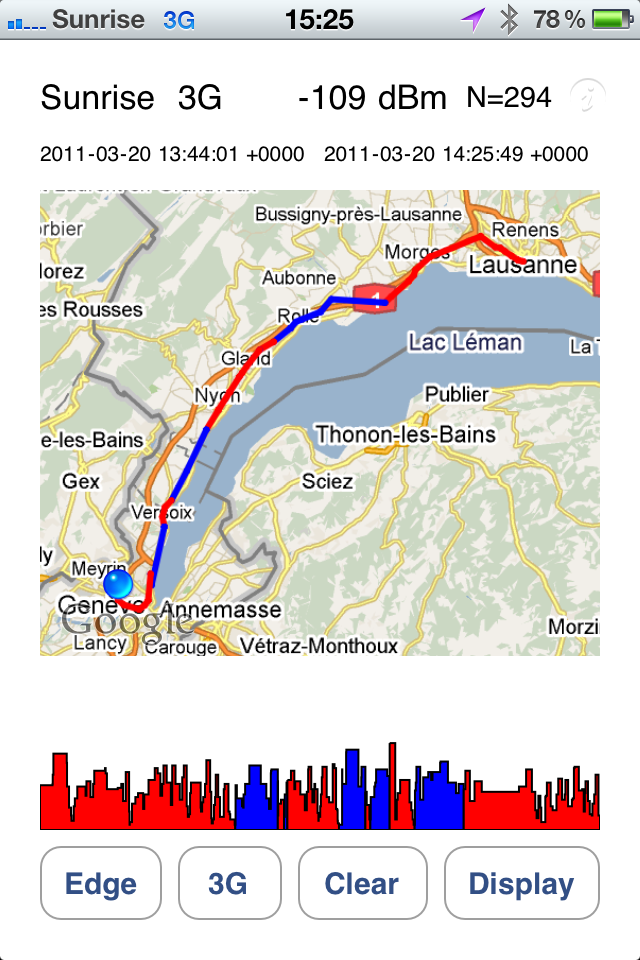 Sunrise 3G 15:25 78 %
Sunrise 3G -109 dBm N=294
2011-03-20 13:44:01 +0000 2011-03-20 14:25:49 +0000
Bussigny-près-Lausanne
Renens
Morges
Lausanne
Aubonne
es Rousses
1
Rolle
Lac Léman
Gland
Nyon
Publier
e-les-Bains
Thonon-les-Bains
Gex
Sciez
Versoix
Meyrin
Genève
Annemasse
Google
Morzi
Lancy
Carouge
Vétraz-Monthoux
Edge 3G Clear Display